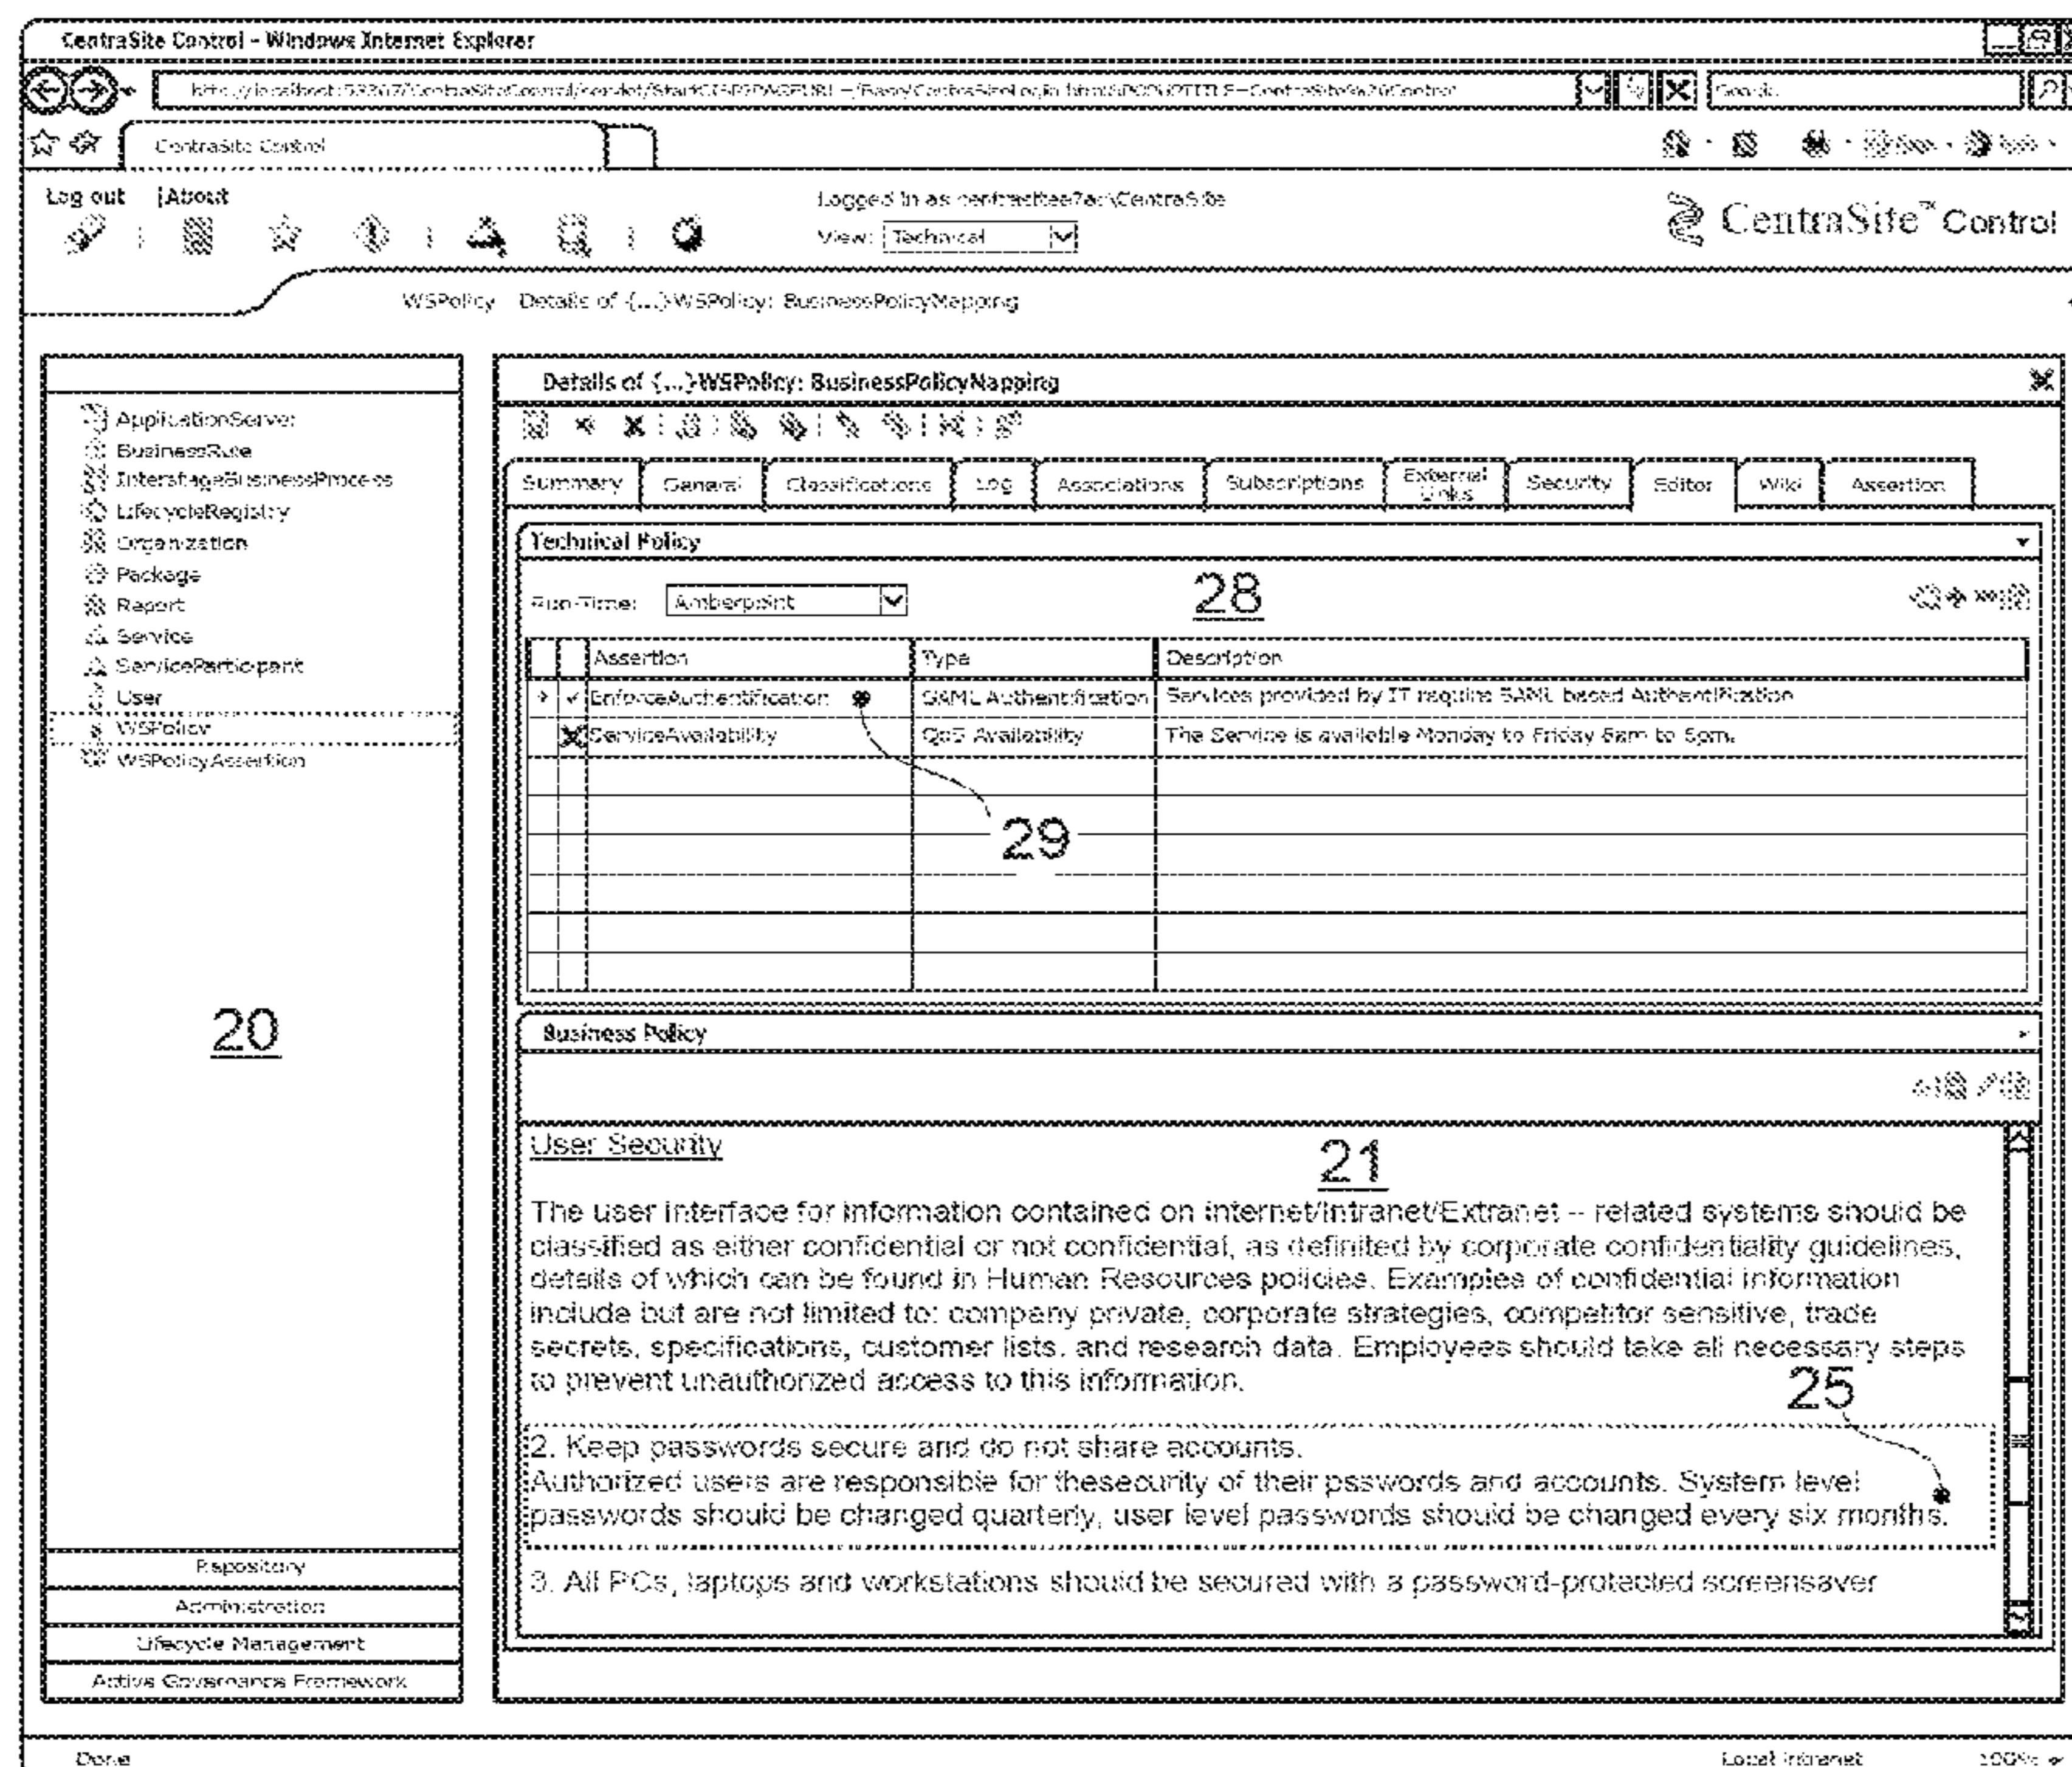 CentraSite Control - Windows Internet Explorer
CentraSite Control
Log out | About
Logged in as \CentraSite
View: Technical
CentraSite™ Control
WSPolicy Details of {...}WSPolicy: BusinessPolicyMapping
ApplicationServer
BusinessRule
InterstageBusinessProcess
LifecycleRegistry
Organization
Package
Report
Service
ServiceParticipant
User
WSPolicy
WSPolicyAssertion
20
Repository
Administration
Lifecycle Management
Active Governance Framework
Details of {...}WSPolicy: BusinessPolicyMapping
Summary General Classifications Log Associations Subscriptions External Links Security Editor Wiki Assertion
Technical Policy
Run-Time: Amberpoint
28
Assertion Type Description
EnforceAuthentification SAML Authentification Services provided by IT require SAML based Authentification
ServiceAvailability QoS Availability The Service is available Monday to Friday to 5pm.
29
Business Policy
User Security
21
The user interface for information contained on internet/Intranet/Extranet -- related systems should be
classified as either confidential or not confidential, as definited by corporate confidentiality guidelines,
details of which can be found in Human Resources policies. Examples of confidential information
include but are not limited to: company private, corporate strategies, competitor sensitive, trade
secrets, specifications, customer lists, and research data. Employees should take all necessary steps
to prevent unauthorized access to this information.
25
2. Keep passwords secure and do not share accounts.
Authorized users are responsible for thesecurity of their psswords and accounts. System level
passwords should be changed quarterly, user level passwords should be changed every six months.
3. All PCs, laptops and workstations should be secured with a password-protected screensaver
Done
Local intranet
100%